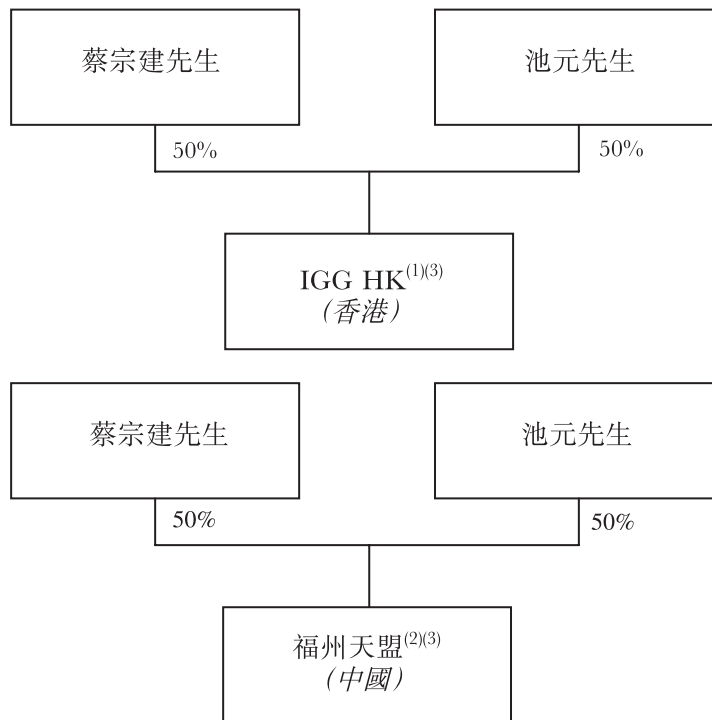 蔡宗建先生
池元先生
50%
50%
IGG HK(1)(3)
(香港)
蔡宗建先生
池元先生
50%
50%
福州天盟(2)(3)
(中國)